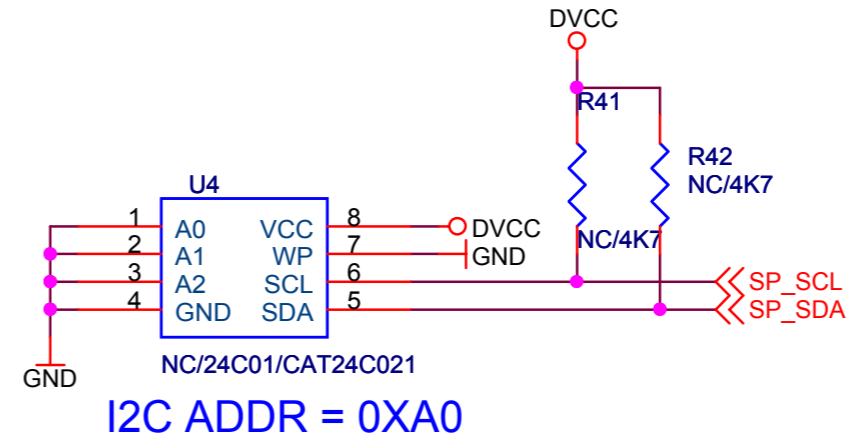 DVCC
R41
R42
NC/4K7
U4
1 A0 VCC 8 DVCC
NC/4K7
2 A1 WP 7 GND
3 A2 SCL 6 SP_SCL
4 GND SDA 5 SP_SDA
GND
NC/24C01/CAT24C021
I2C ADDR = 0XA0